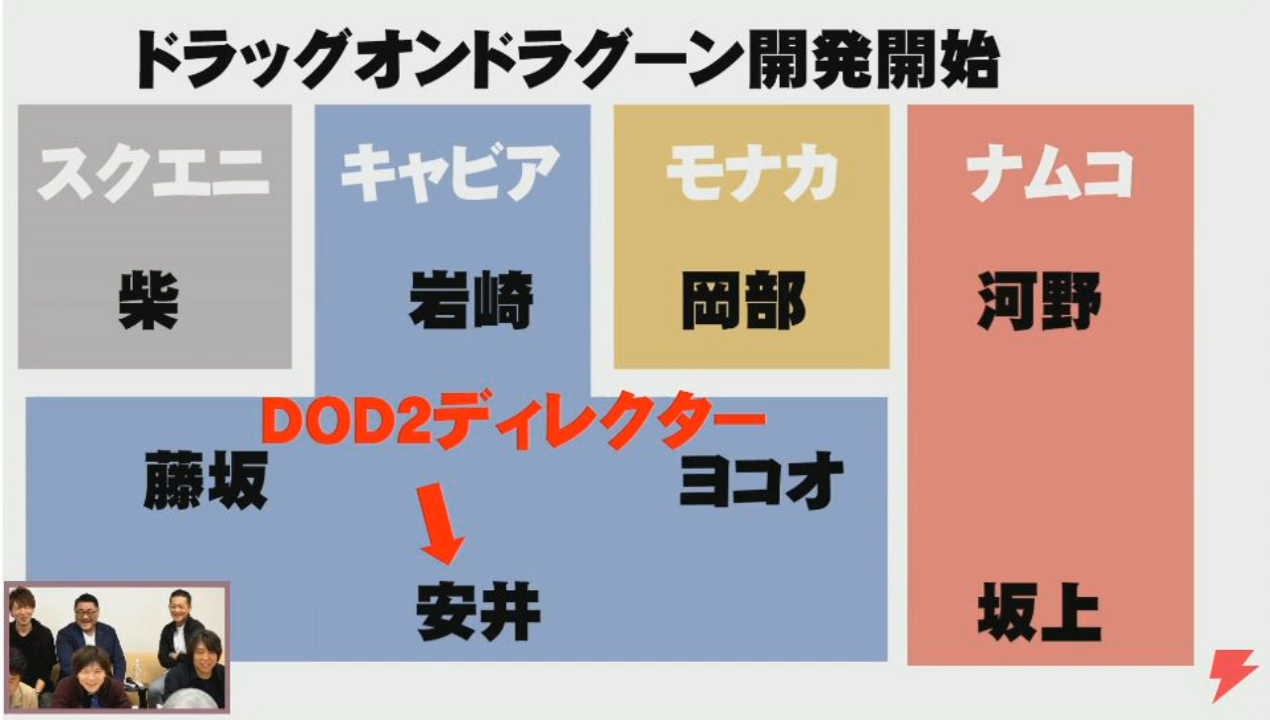 ドラッグオンドラグーン開発開始
スクエニ
キャビア
モナカ
ナムコ
柴
岩崎
岡部
河野
DOD2ディレクター
藤坂
ヨコオ
安井
坂上